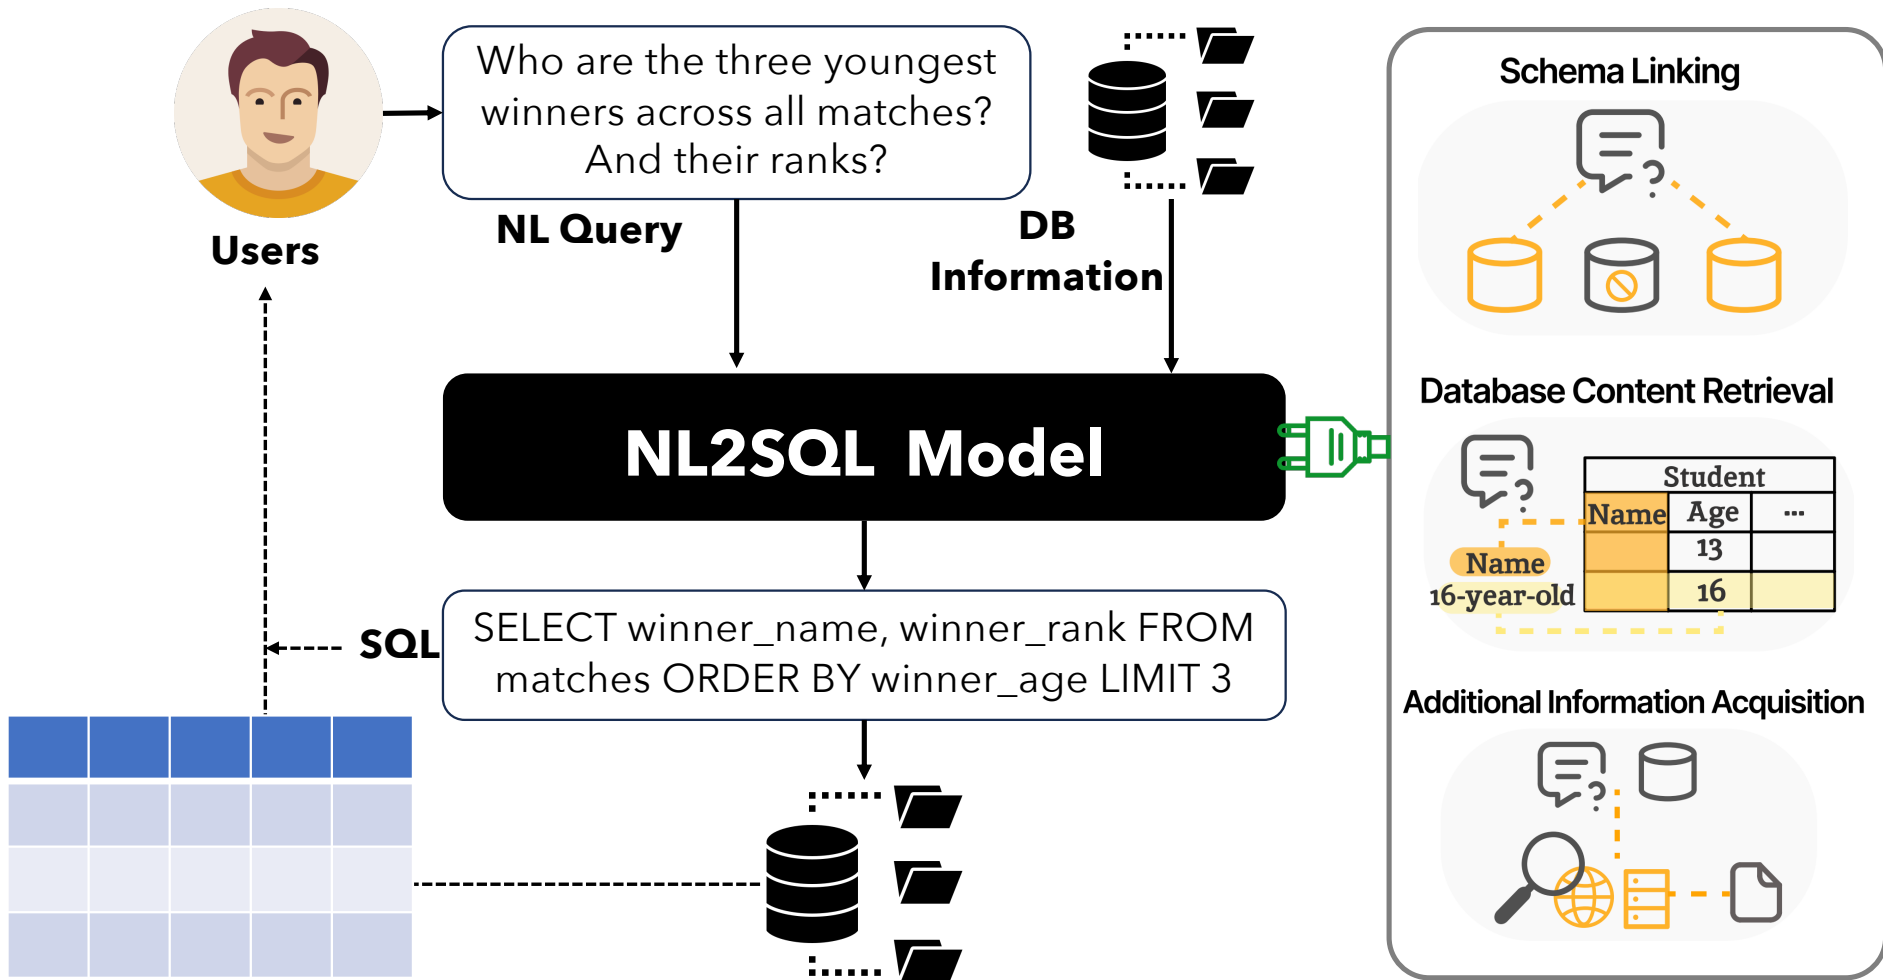 Who are the three youngest
winners across all matches?
And their ranks?
Users
NL Query
DB
Information
NL2SQL Model
SQL
SELECT winner_name, winner_rank FROM
matches ORDER BY winner_age LIMIT 3
Schema Linking
Database Content Retrieval
Student
Name Age ...
13
Name
16-year-old
16
Additional Information Acquisition